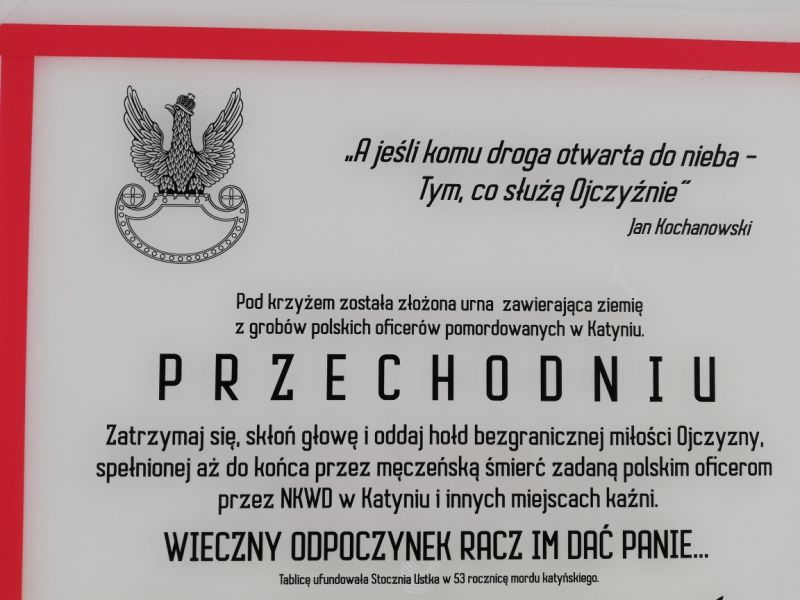 „A jeśli komu droga otwarta do nieba –
Tym, co służą Ojczyźnie”
Jan Kochanowski
Pod krzyżem została złożona urna zawierająca ziemię
z grobów polskich oficerów pomordowanych w Katyniu.
PRZECHODNIU
Zatrzymaj się, skłoń głowę i oddaj hołd bezgranicznej miłości Ojczyzny,
spełnionej aż do końca przez męczeńską śmierć zadaną polskim oficerom
przez NKWD w Katyniu i innych miejscach kaźni.
WIECZNY ODPOCZYNEK RACZ IM DAĆ PANIE...
Tablicę ufundowała Stocznia Ustka w 53 rocznicę mordu katyńskiego.